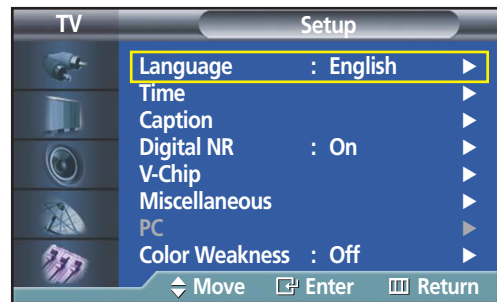 TV Setup
Language : English
Time
Caption
Digital NR : On
V-Chip
Miscellaneous
PC
Color Weakness : Off
Move Enter Return